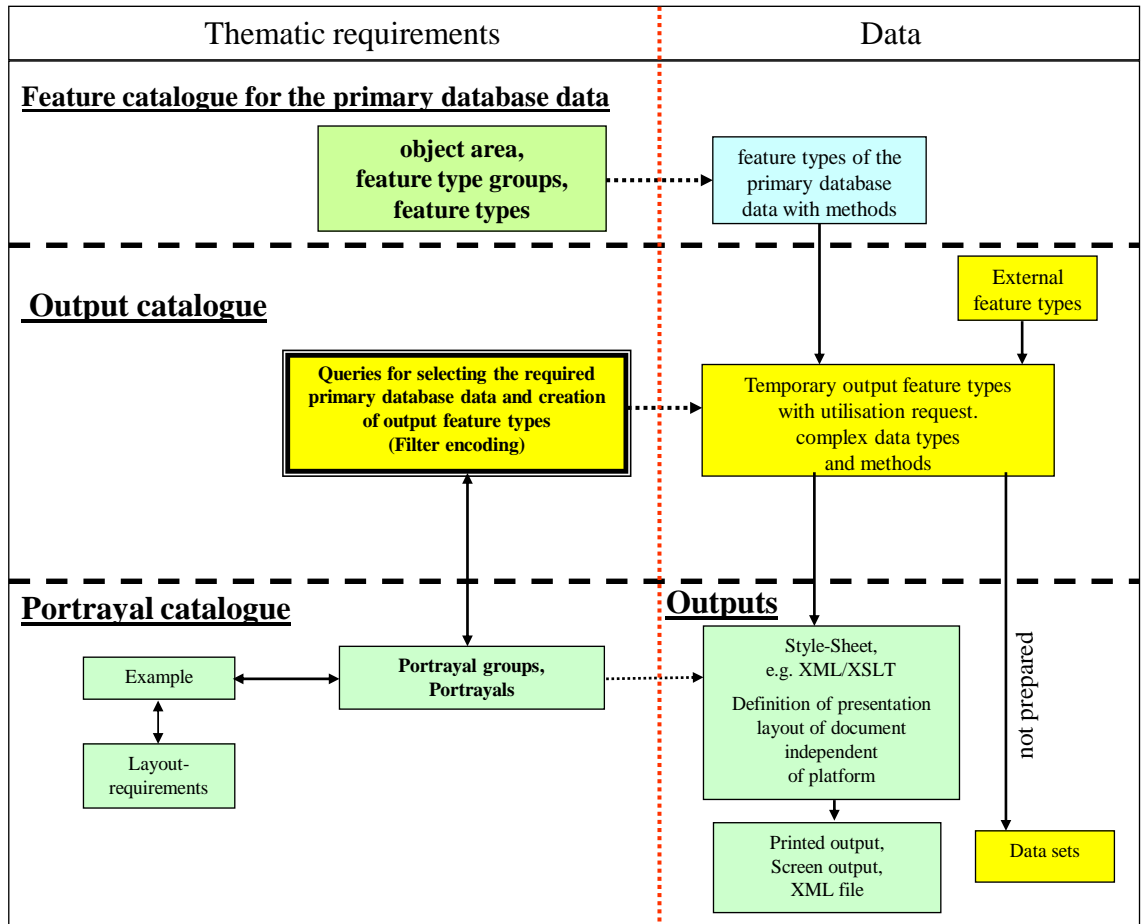 Thematic requirements
Data
Feature catalogue for the primary database data
object area,
feature type groups,
feature types
feature types of the
primary database
data with methods
Output catalogue
External
feature types
Queries for selecting the required
primary database data and creation
of output feature types
(Filter encoding)
Temporary output feature types
with utilisation request.
complex data types
and methods
Portrayal catalogue
Outputs
Example
Layout-
requirements
Portrayal groups,
Portrayals
Style-Sheet,
e.g. XML/XSLT
Definition of presentation
layout of document
independent
of platform
not prepared
Printed output,
Screen output,
XML file
Data sets